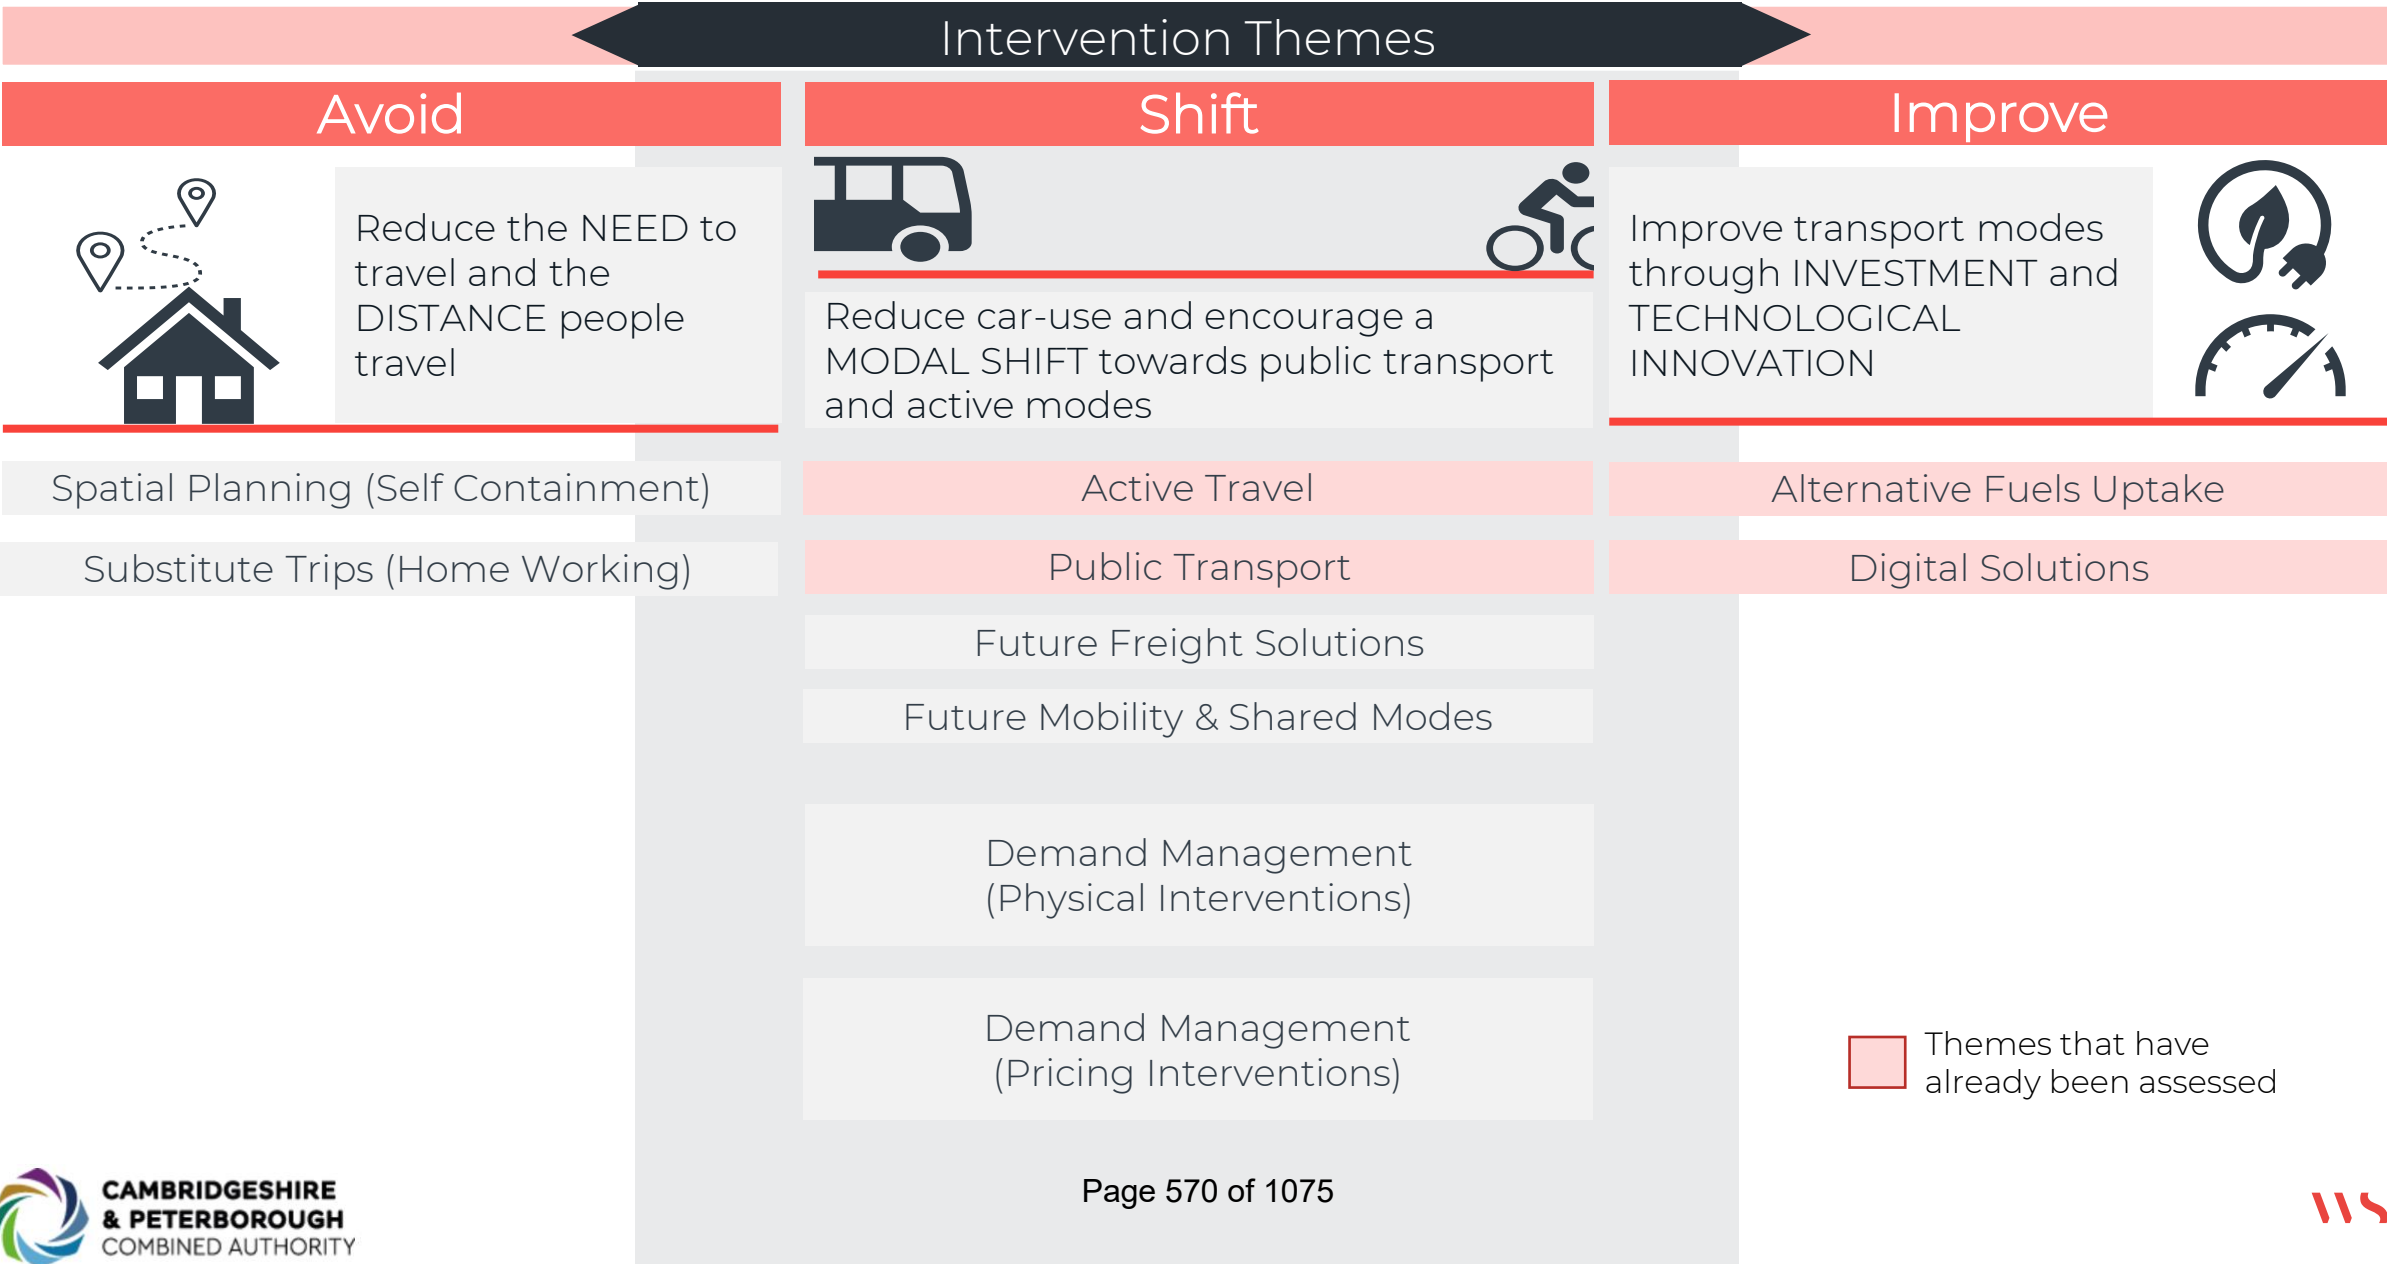 Intervention Themes
Avoid
Reduce the NEED to
travel and the
DISTANCE people
travel
Spatial Planning (Self Containment)
Substitute Trips (Home Working)
Shift
Reduce car-use and encourage a
MODAL SHIFT towards public transport
and active modes
Active Travel
Public Transport
Future Freight Solutions
Future Mobility & Shared Modes
Demand Management
(Physical Interventions)
Demand Management
(Pricing Interventions)
Improve
Improve transport modes
through INVESTMENT and
TECHNOLOGICAL
INNOVATION
Alternative Fuels Uptake
Digital Solutions
Themes that have
already been assessed
CAMBRIDGESHIRE
& PETERBOROUGH
COMBINED AUTHORITY
Page 570 of 1075